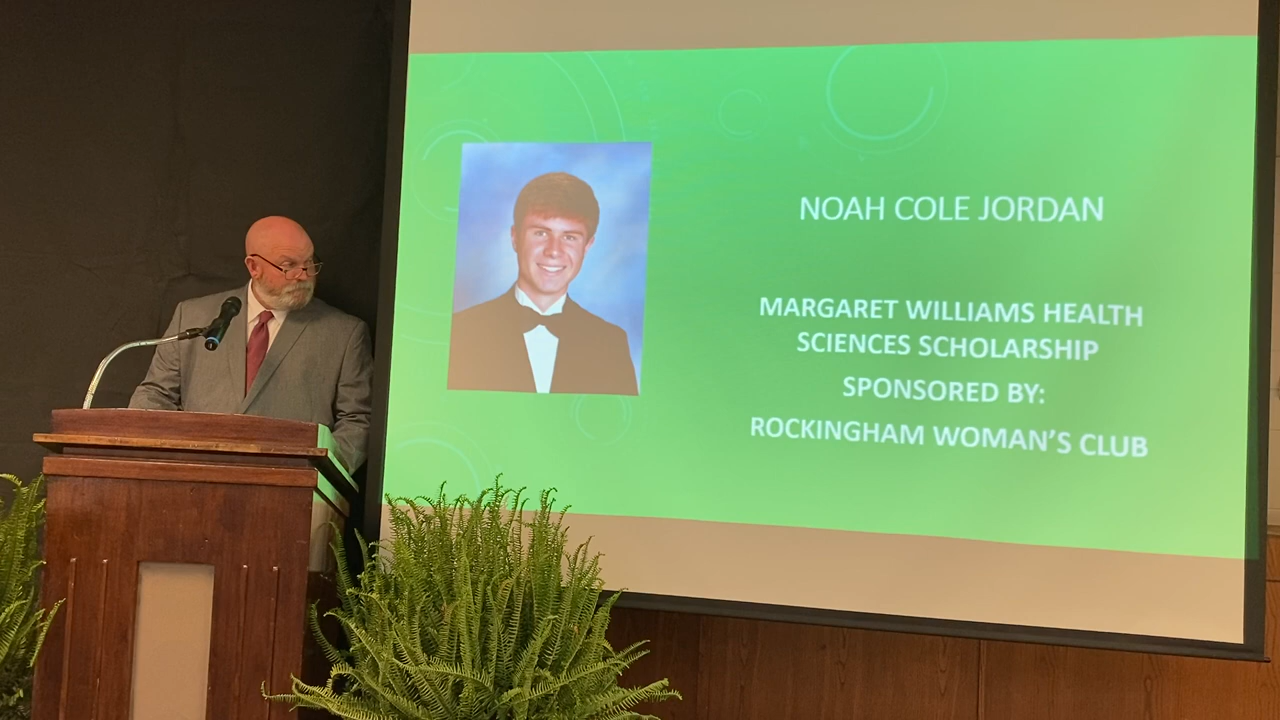 NOAH COLE JORDAN
MARGARET WILLIAMS HEALTH
SCIENCES SCHOLARSHIP
SPONSORED BY:
ROCKINGHAM WOMAN'S CLUB